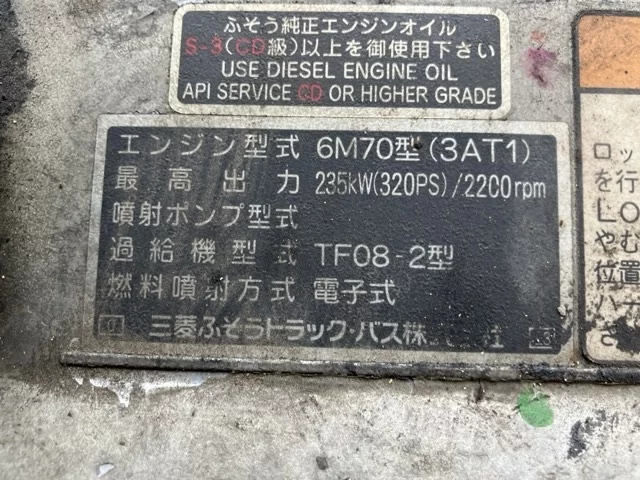 ふそう純正エンジンオイル
S-3(CD級)以上を御使用下さい
USE DIESEL ENGINE OIL
API SERVICE CD OR HIGHER GRADE
エンジン型式 6M70型(3AT1)
最高出力 235kW(320PS)/2200rpm
噴射ポンプ型式
過給機型式 TF08-2型
燃料噴射方式 電子式
三菱ふそうトラック・バス株
ロッ
を行
LO
やむ
位置
ハー